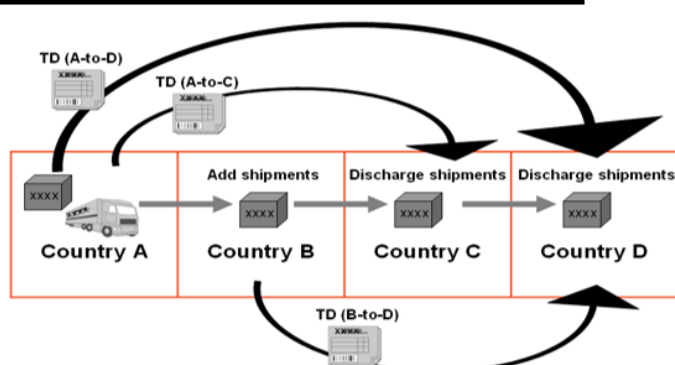 TD (A-to-D)
TD (A-to-C)
Add shipments
Discharge shipments
Discharge shipments
XXXX
XXXX
XXXX
XXXX
Country A
Country B
Country C
Country D
TD (B-to-D)